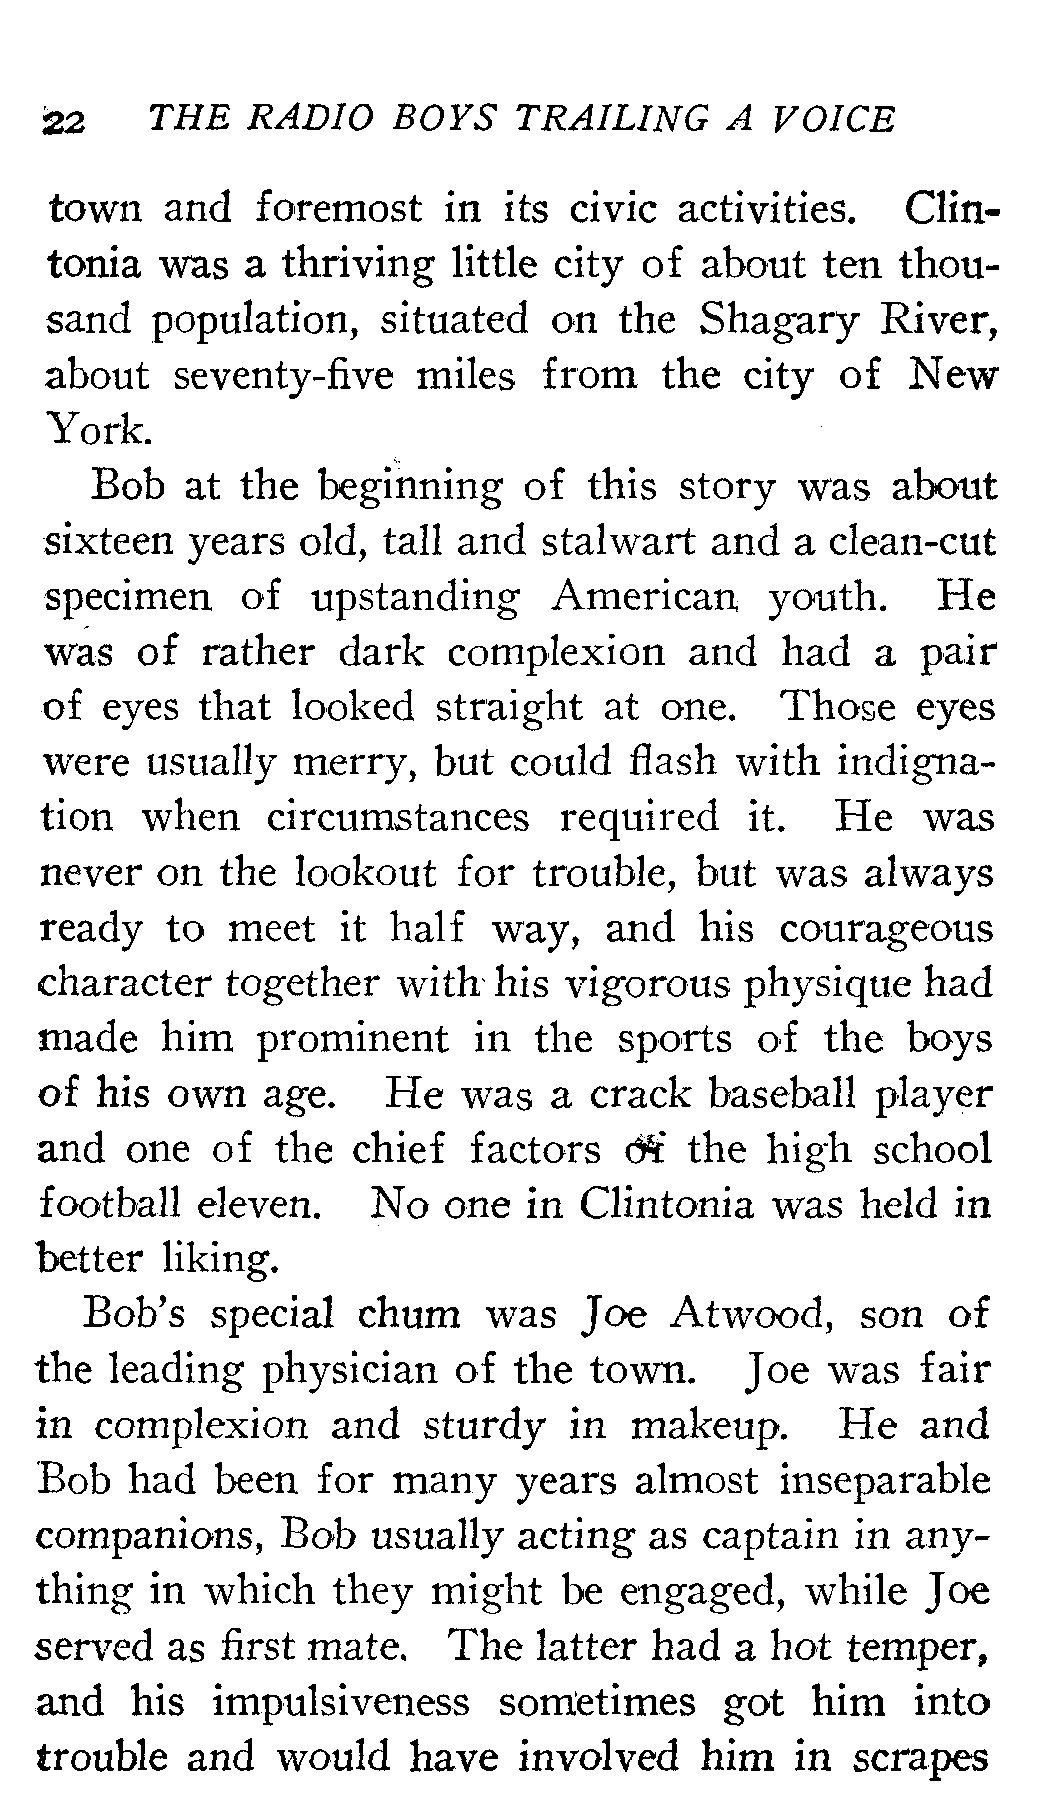 22 THE RADIO BOYS TRAILING A VOICE
town and foremost in its civic activities. Clin-
tonia was a thriving little city of about ten thou-
sand population, situated on the Shagary River,
about seventy-five miles from the city of New
York.
Bob at the beginning of this story was about
sixteen years old, tall and stalwart and a clean-cut
specimen of upstanding American youth. He
was of rather dark complexion and had a pair
of eyes that looked straight at one. Those eyes
were usually merry, but could flash with indigna-
tion when circumstances required it. He was
never on the lookout for trouble, but was always
ready to meet it half way, and his courageous
character together with his vigorous physique had
made him prominent in the sports of the boys
of his own age. He was a crack baseball player
and one of the chief factors the high school
football eleven. No one in Clintonia was held in
better liking.
Bob's special chum was Joe Atwood, son of
the leading physician of the town. Joe was fair
in complexion and sturdy in makeup. He and
Bob had been for many years almost inseparable
companions, Bob usually acting as captain in any-
thing in which they might be engaged, while Joe
served as first mate. The latter had a hot temper,
and his impulsiveness sometimes got him into
trouble and would have involved him in scrapes